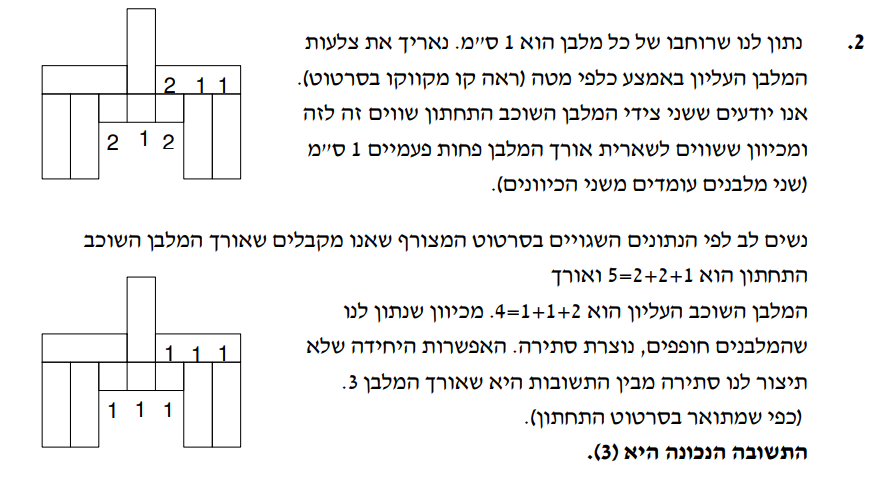 .2 נתון לנו שרוחבו של כל מלבן הוא 1 ס״מ. נאריך את צלעות
המלבן העליון באמצע כלפי מטה (ראה קו מקווקו בסרטוט).
אנו יודעים ששני צידי המלבן השוכב התחתון שווים זה לזה
ומכיוון ששווים לשארית אורך המלבן פחות פעמיים 1 ס״מ
(שני מלבנים עומדים משני הכיוונים).
2 1 1
2 1 2
נשים לב לפי הנתונים השגויים בסרטוט המצורף שאנו מקבלים שאורך המלבן השוכב
התחתון הוא 5=2+2+1 ואורך
המלבן השוכב העליון הוא 4=1+1+2. מכיוון שנתון לנו
שהמלבנים חופפים, נוצרת סתירה. האפשרות היחידה שלא
תיצור לנו סתירה מבין התשובות היא שאורך המלבן 3.
(כפי שמתואר בסרטוט התחתון).
התשובה הנכונה היא (3).
1 1 1
1 1 1